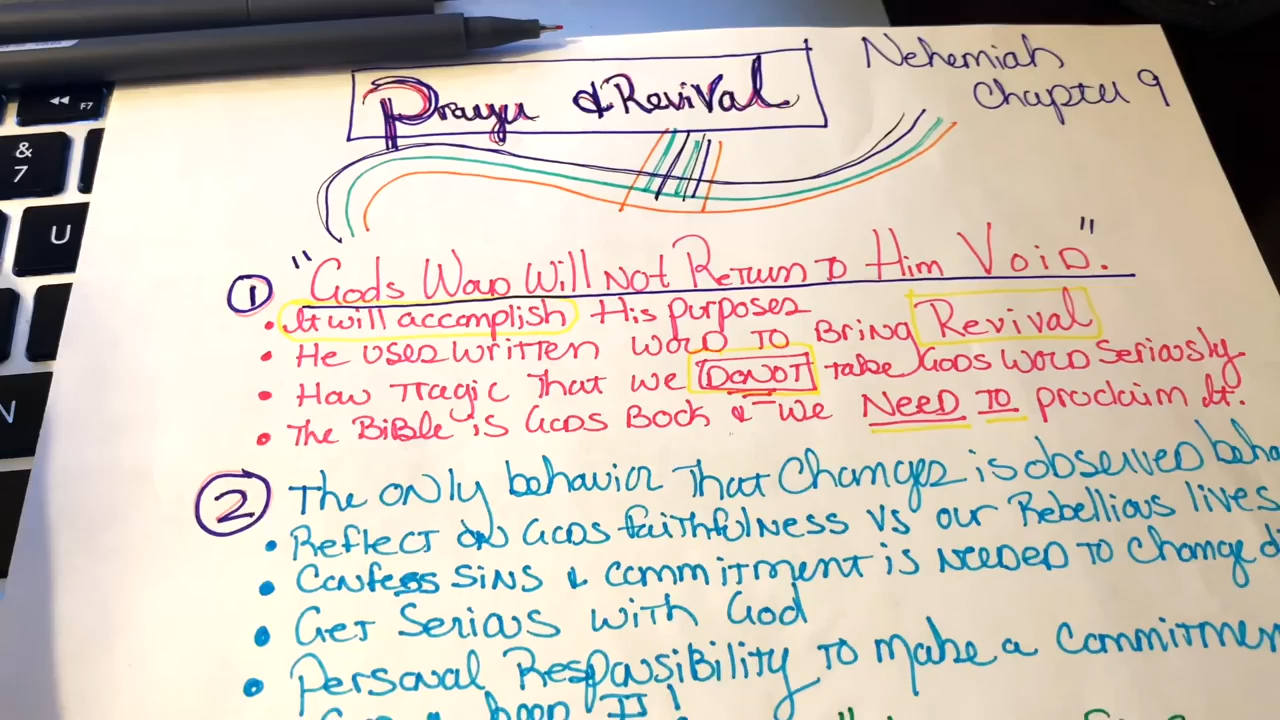 Prayer & Revival
Nehemiah
Chapter 9
① "Gods Word Will Not Return To Him Void."
• It will accomplish His purposes
• He uses written word To Bring Revival
• How Tragic That we DO NOT take Gods word Seriously
• The BiBle is Gods Book & we NEED TO proclaim It.
② The only behavior That Changes is observed beha
• Reflect on Gods faithfulness vs our Rebellious lives
• Confess sins & commitment is needed to change d
• Get Serious with God
• Personal Responsibility to make a commitmen
F7
&
7
U
N